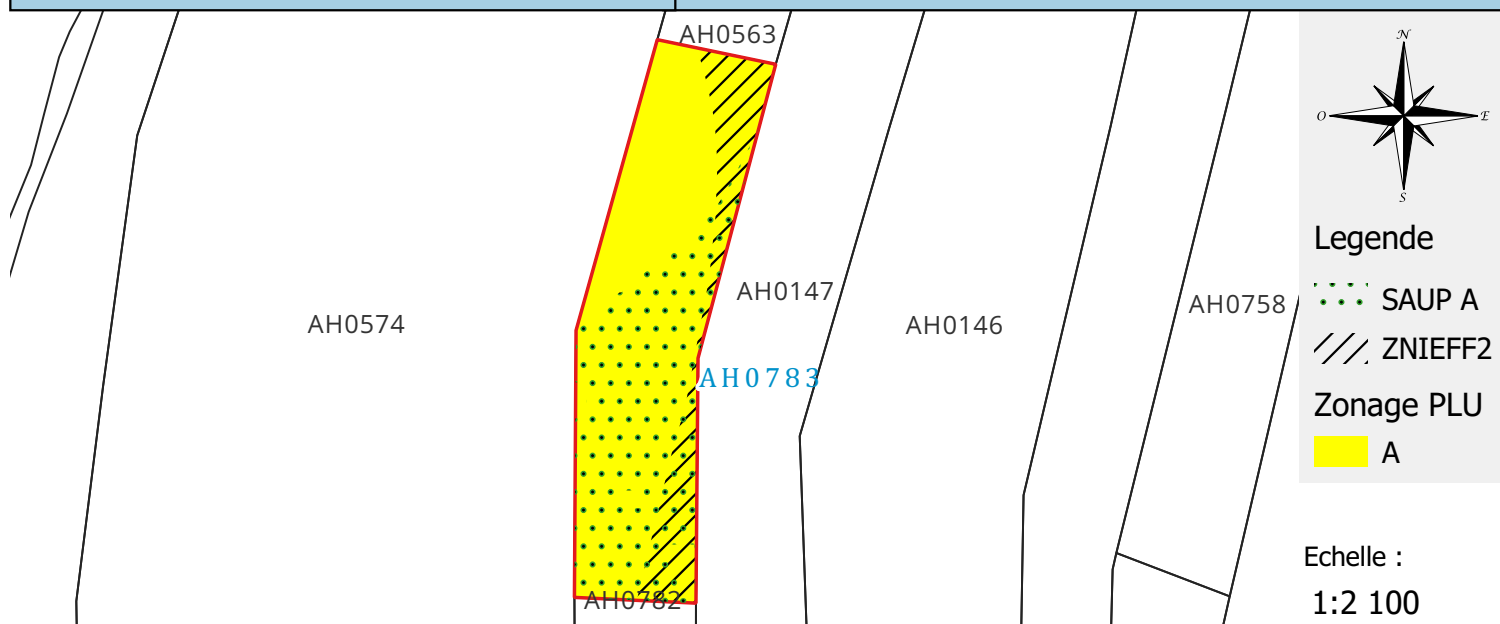 AH0563
AH0574
AH0147
AH0146
AH0758
AH0783
AH0782
N
O
E
S
Legende
SAUP A
ZNIEFF2
Zonage PLU
A
Echelle :
1:2 100